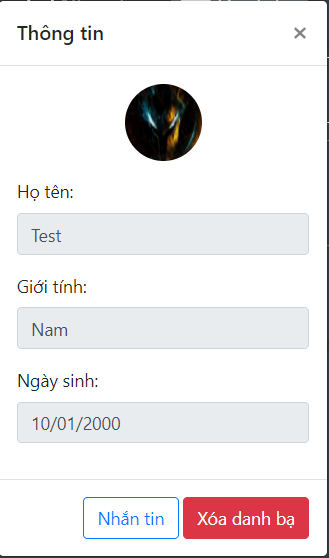 Thông tin ×
Họ tên:
Test
Giới tính:
Nam
Ngày sinh:
10/01/2000
Nhắn tin Xóa danh bạ